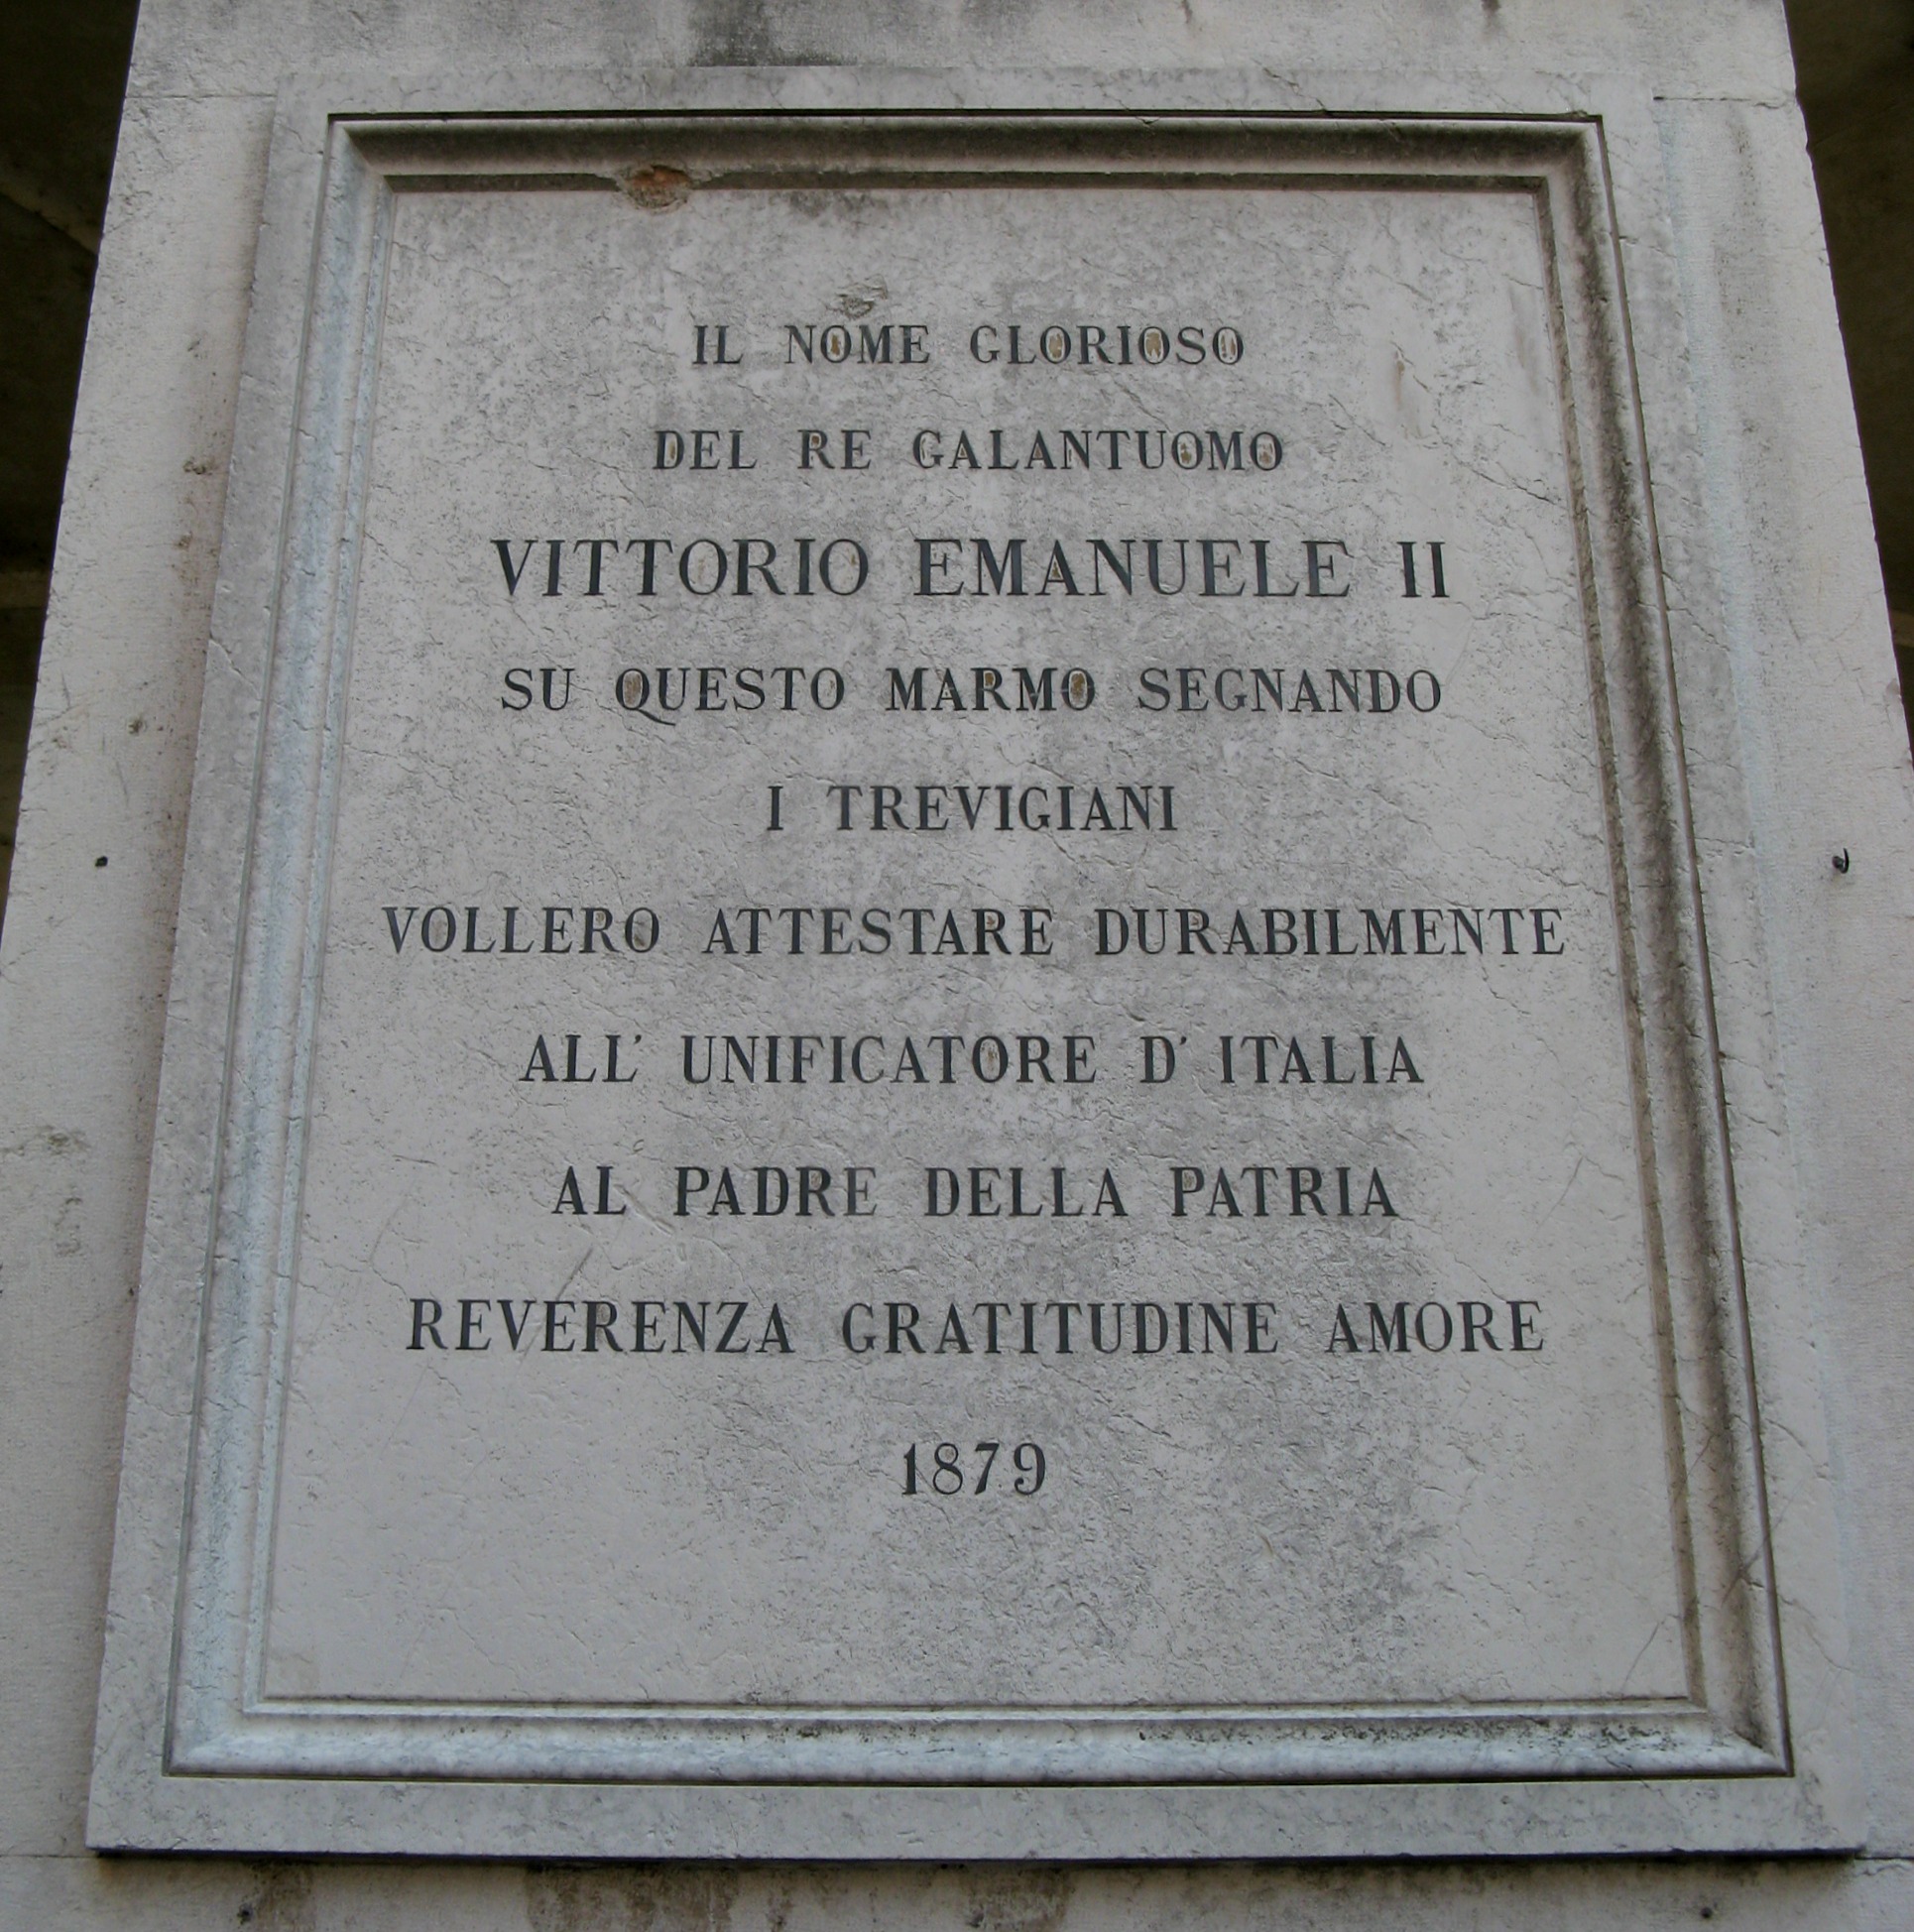 IL NOME GLORIOSO
DEL RE GALANTUOMO
VITTORIO EMANUELE II
SU QUESTO MARMO SEGNANDO
I TREVIGIANI
VOLLERO ATTESTARE DURABILMENTE
ALL' UNIFICATORE D' ITALIA
AL PADRE DELLA PATRIA
REVERENZA GRATITUDINE AMORE
1879